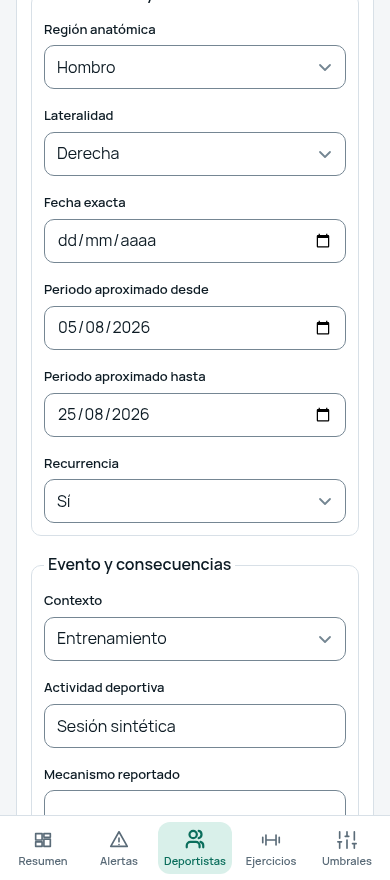 Región anatómica
Hombro
Lateralidad
Derecha
Fecha exacta
dd/mm/aaaa
Periodo aproximado desde
05/08/2026
Periodo aproximado hasta
25/08/2026
Recurrencia
Sí
Evento y consecuencias
Contexto
Entrenamiento
Actividad deportiva
Sesión sintética
Mecanismo reportado
Resumen Alertas Deportistas Ejercicios Umbrales